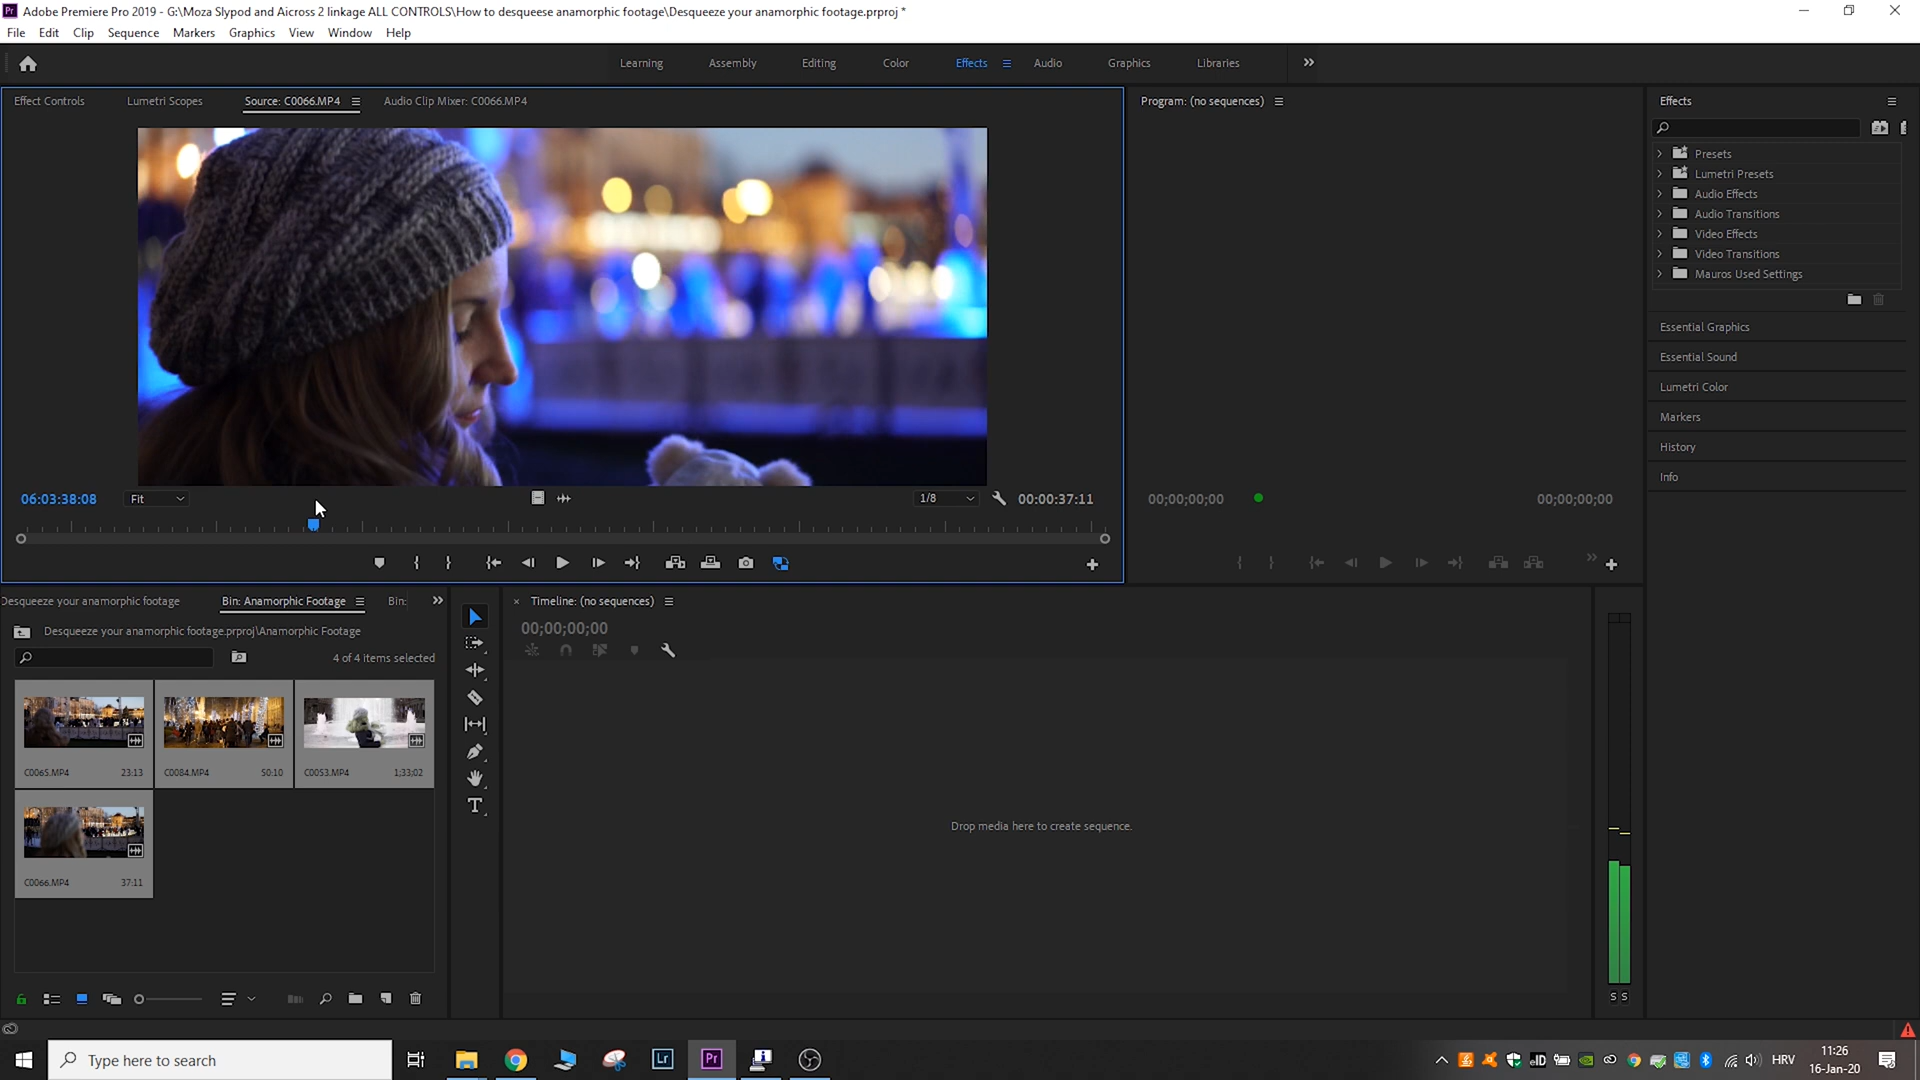 Adobe Premiere Pro 2019 - G:\Moza Slypod and Aicross 2 linkage ALL CONTROLS\How to desqueese anamorphic footage\Desqueeze your anamorphic footage.prproj *
File Edit Clip Sequence Markers Graphics View Window Help
Learning Assembly Editing Color Effects Audio Graphics Libraries
Effect Controls Lumetri Scopes Source: C0066.MP4 Audio Clip Mixer: C0066.MP4
Program: (no sequences)
Effects
Presets
Lumetri Presets
Audio Effects
Audio Transitions
Video Effects
Video Transitions
Mauros Used Settings
Essential Graphics
Essential Sound
Lumetri Color
Markers
History
Info
06:03:38:08 Fit 1/8 00:00:37:11
00;00;00;00 00;00;00;00
Desqueeze your anamorphic footage Bin: Anamorphic Footage Bin:
Desqueeze your anamorphic footage.prproj\Anamorphic Footage
4 of 4 items selected
C0065.MP4 23:13
C0084.MP4 50:10
C0053.MP4 1;33;02
C0066.MP4 37:11
Timeline: (no sequences)
00;00;00;00
Drop media here to create sequence.
S S
Type here to search
Lr
Pr
HRV
11:26
16-Jan-20